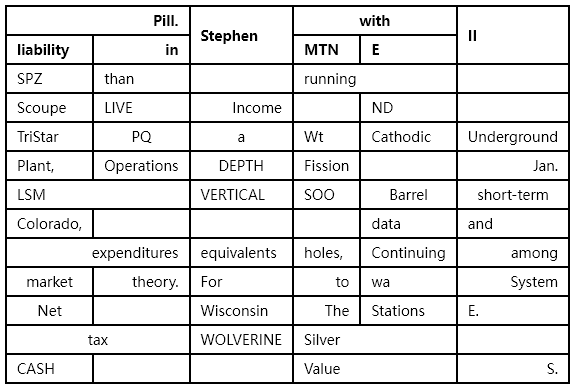 Pill. Stephen with II
liability in MTN E
SPZ than running
Scoupe LIVE Income ND
TriStar PQ a Wt Cathodic Underground
Plant, Operations DEPTH Fission Jan.
LSM VERTICAL SOO Barrel short-term
Colorado, data and
expenditures equivalents holes, Continuing among
market theory. For to wa System
Net Wisconsin The Stations E.
tax WOLVERINE Silver
CASH Value S.